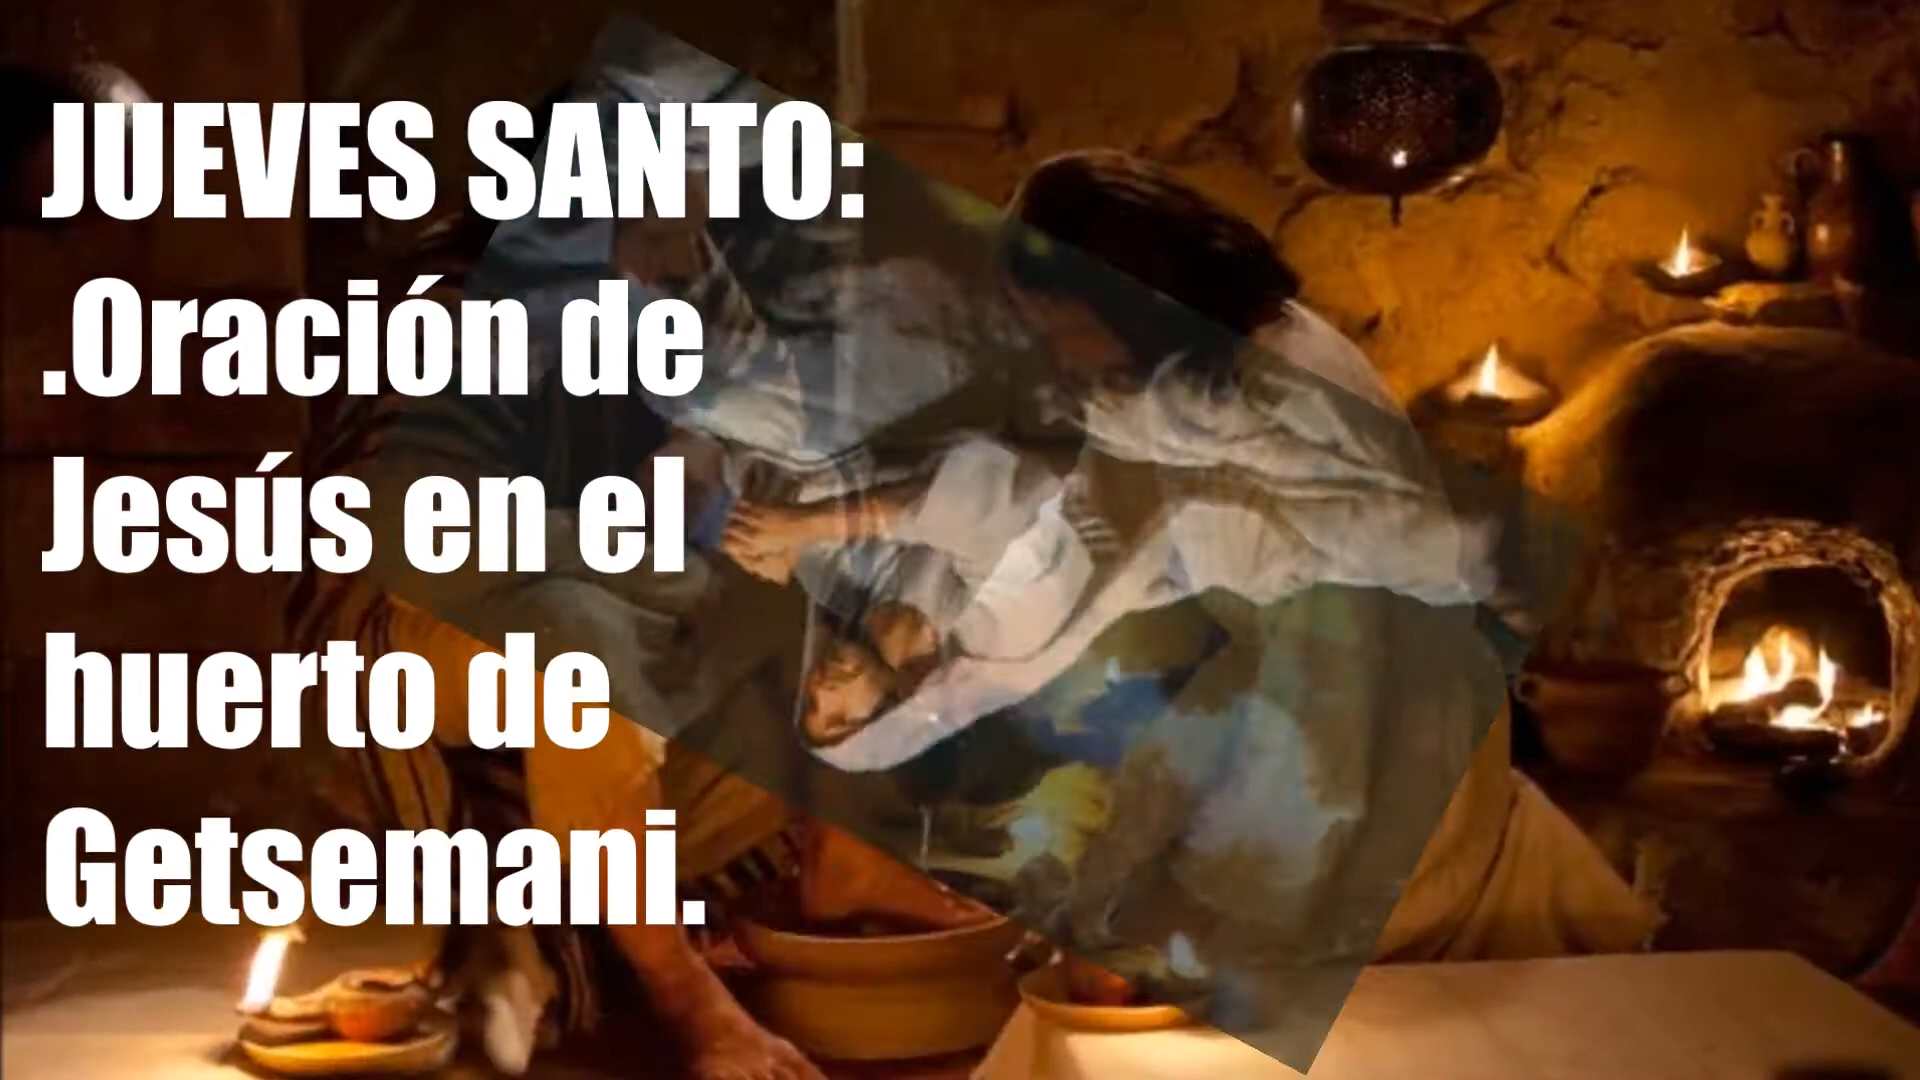 JUEVES SANTO:
.Oración de
Jesús en el
huerto de
Getsemani.